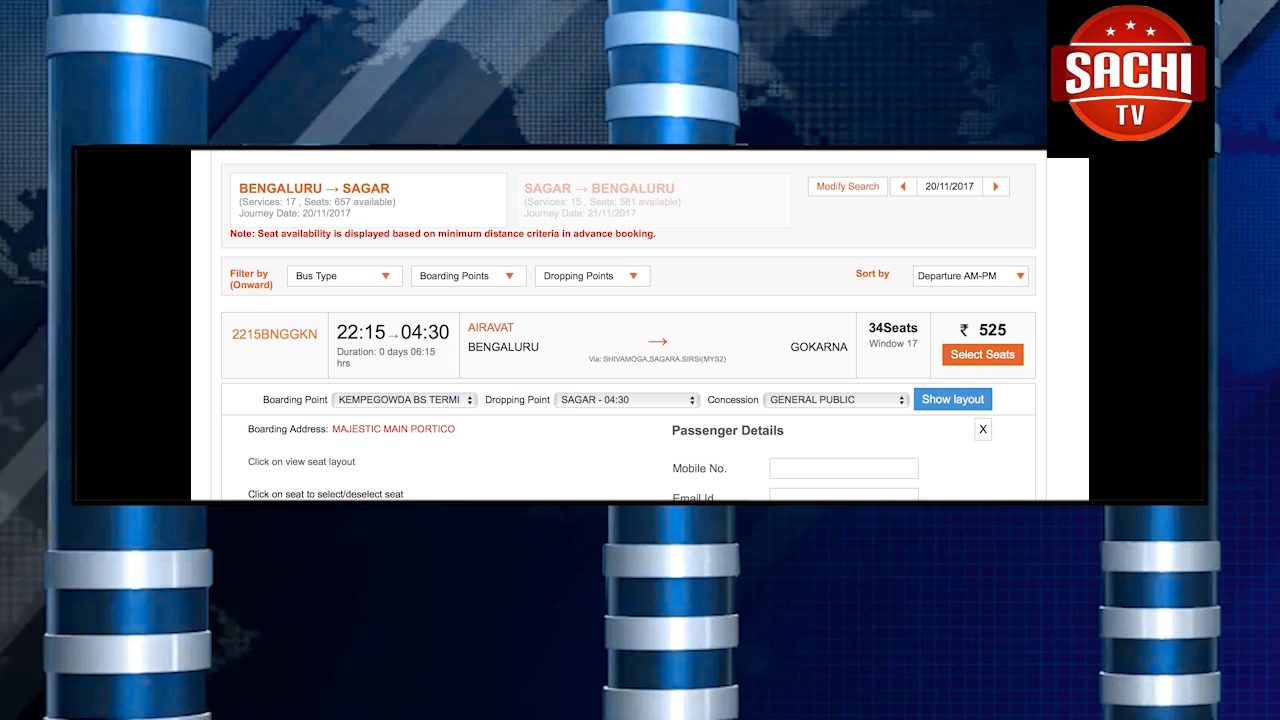 SACHI
TV
BENGALURU → SAGAR
(Services: 17 , Seats: 657 available)
Journey Date: 20/11/2017
SAGAR → BENGALURU
(Services: 15 , Seats: 581 available)
Journey Date: 21/11/2017
Modify Search
20/11/2017
Note: Seat availability is displayed based on minimum distance criteria in advance booking.
Filter by
(Onward)
Bus Type
Boarding Points
Dropping Points
Sort by
Departure AM-PM
2215BNGGKN
22:15→04:30
Duration: 0 days 06:15
hrs
AIRAVAT
BENGALURU
→
Via: SHIVAMOGA,SAGARA.SIRSI(MYS2)
GOKARNA
34Seats
Window 17
₹ 525
Select Seats
Boarding Point KEMPEGOWDA BS TERMI Dropping Point SAGAR - 04:30 Concession GENERAL PUBLIC Show layout
Boarding Address: MAJESTIC MAIN PORTICO
Passenger Details
X
Click on view seat layout
Mobile No.
Click on seat to select/deselect seat
Email Id